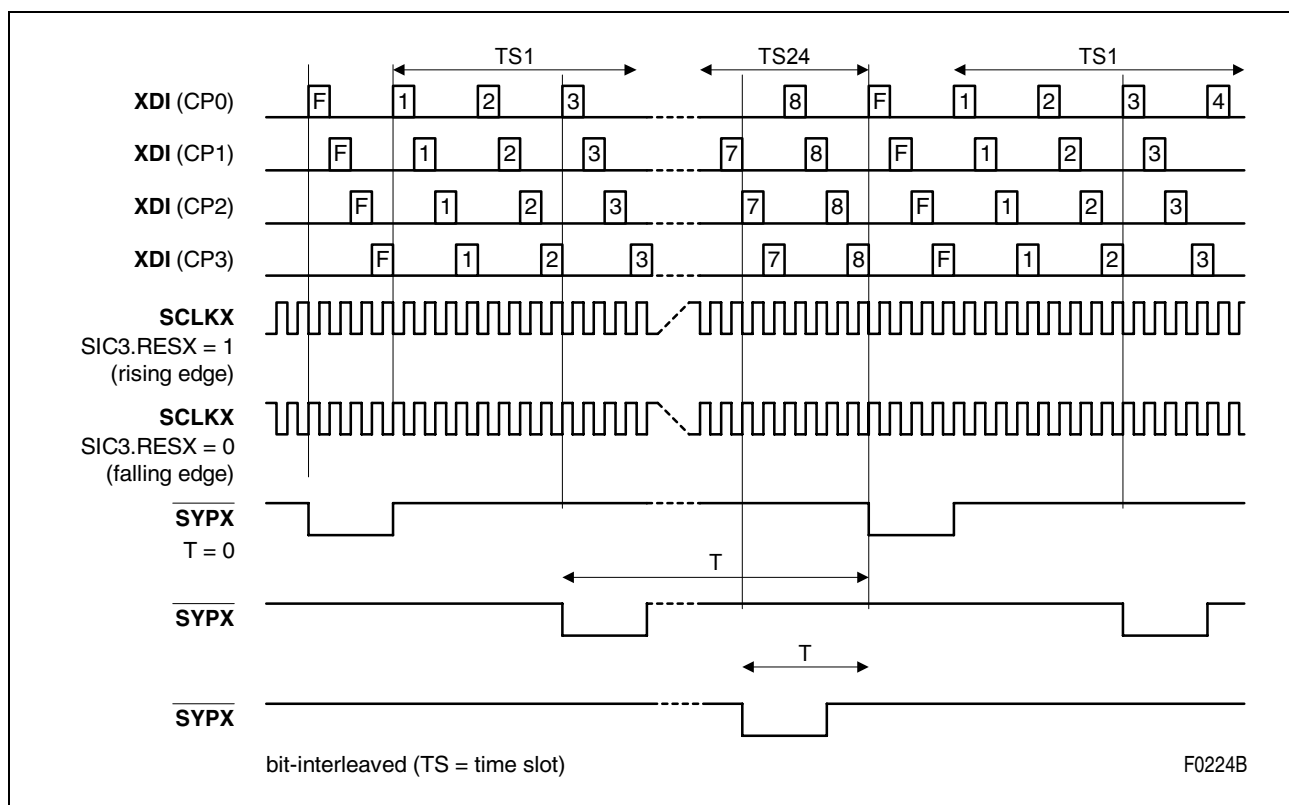 TS1 TS24 TS1
XDI (CP0) F 1 2 3 8 F 1 2 3 4
XDI (CP1) F 1 2 3 7 8 F 1 2 3
XDI (CP2) F 1 2 3 7 8 F 1 2 3
XDI (CP3) F 1 2 3 7 8 F 1 2 3
SCLKX
SIC3.RESX = 1
(rising edge)
SCLKX
SIC3.RESX = 0
(falling edge)
SYPX
T = 0
T
SYPX
T
SYPX
bit-interleaved (TS = time slot) F0224B